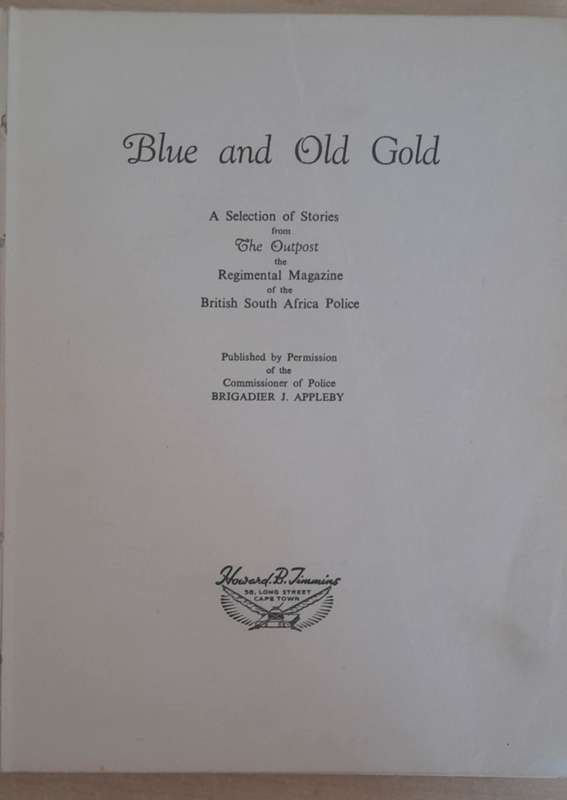 Blue and Old Gold
A Selection of Stories
from
The Outpost
the
Regimental Magazine
of the
British South Africa Police
Published by Permission
of the
Commissioner of Police
BRIGADIER J. APPLEBY
Howard. B. Timmins
58, LONG STREET
CAPE TOWN